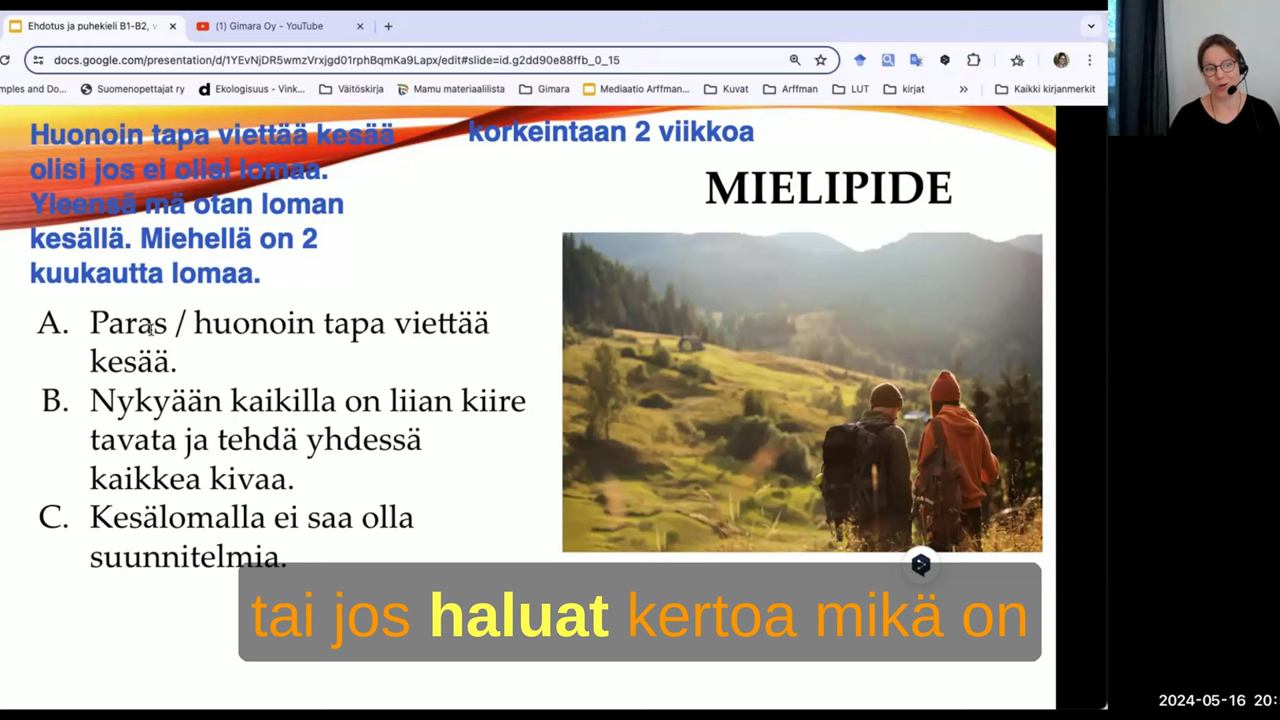 Ehdotus ja puhekieli B1-B2,
(1) Gimara Oy - YouTube
docs.google.com/presentation/d/1YEvNjDR5wmzVrxjgd01rphBqmKa9Lapx/edit#slide=id.g2dd90e88ffb_0_15
mples and Do...
Suomenopettajat ry
Ekologisuus - Vink...
Väitöskirja
Mamu materiaalilista
Gimara
Mediaatio Arffman...
Kuvat
Arffman
LUT
kirjat
»
Kaikki kirjanmerkit
Huonoin tapa viettää kesää
olisi jos ei olisi lomaa.
Yleensä mä otan loman
kesällä. Miehellä on 2
kuukautta lomaa.
korkeintaan 2 viikkoa
MIELIPIDE
A. Paras / huonoin tapa viettää
kesää.
B. Nykyään kaikilla on liian kiire
tavata ja tehdä yhdessä
kaikkea kivaa.
C. Kesälomalla ei saa olla
suunnitelmia.
tai jos haluat kertoa mikä on
2024-05-16 20: